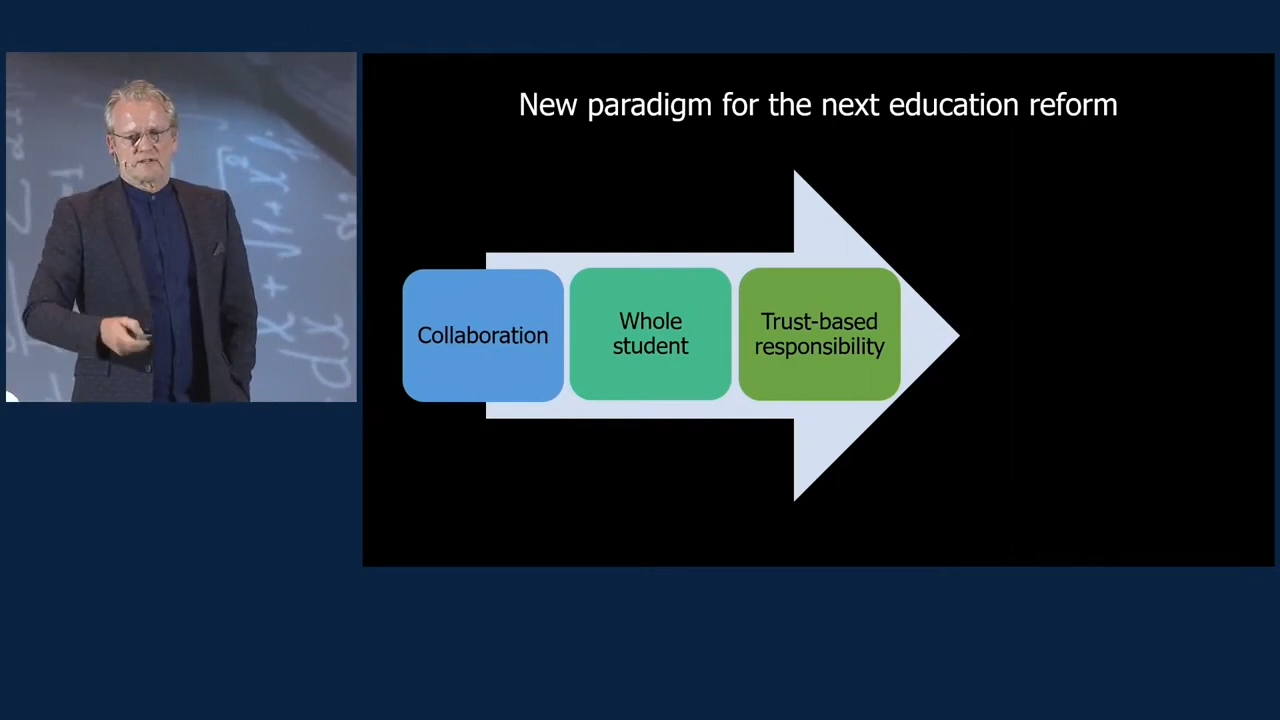 New paradigm for the next education reform
Collaboration
Whole
student
Trust-based
responsibility